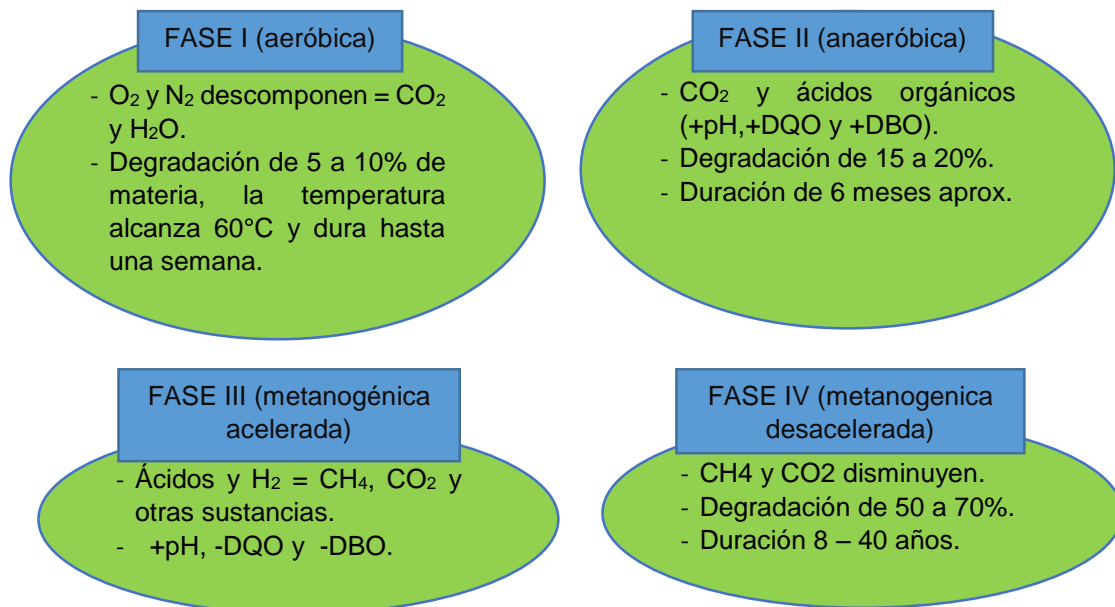 FASE I (aeróbica)
- O₂ y N₂ descomponen = CO₂
y H₂O.
- Degradación de 5 a 10% de
materia, la temperatura
alcanza 60°C y dura hasta
una semana.
FASE II (anaeróbica)
- CO₂ y ácidos orgánicos
(+pH,+DQO y +DBO).
- Degradación de 15 a 20%.
- Duración de 6 meses aprox.
FASE III (metanogénica
acelerada)
- Ácidos y H₂ = CH₄, CO₂ y
otras sustancias.
- +pH, -DQO y -DBO.
FASE IV (metanogenica
desacelerada)
- CH4 y CO2 disminuyen.
- Degradación de 50 a 70%.
- Duración 8 – 40 años.